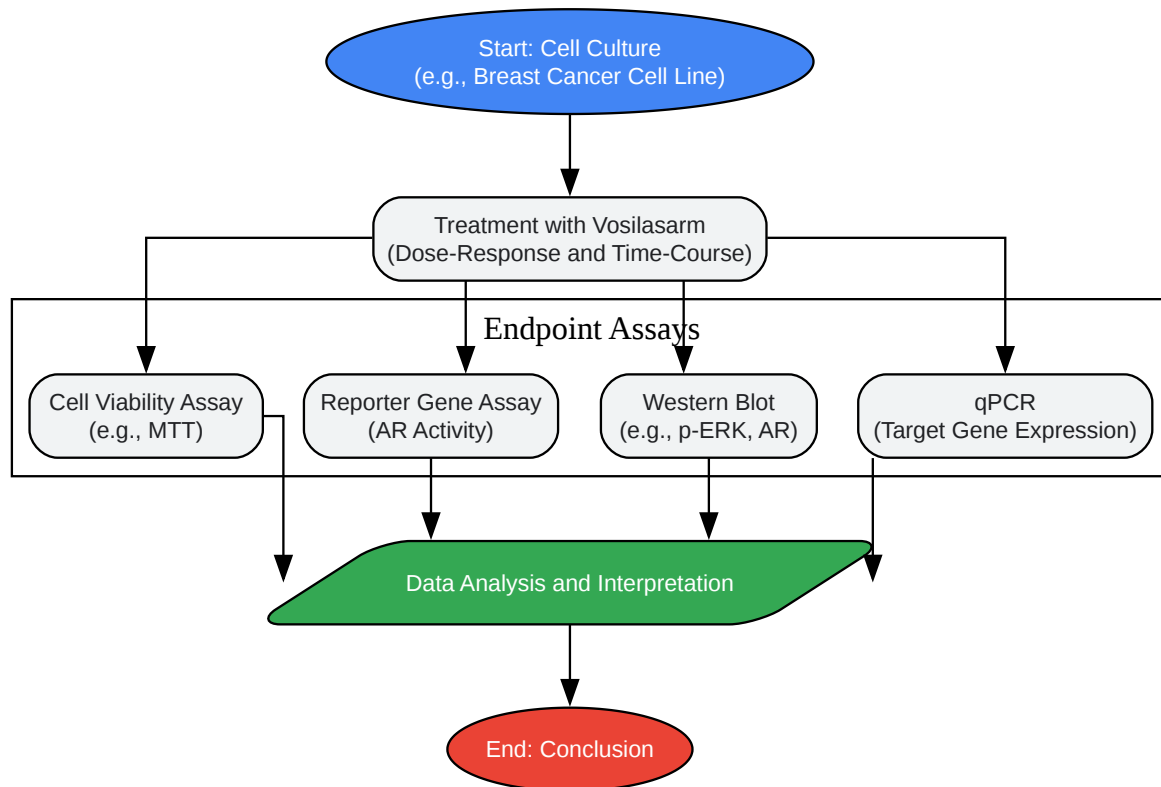 Start: Cell Culture
(e.g., Breast Cancer Cell Line)
Treatment with Vosilasarm
(Dose-Response and Time-Course)
Endpoint Assays
Cell Viability Assay
(e.g., MTT)
Reporter Gene Assay
(AR Activity)
Western Blot
(e.g., p-ERK, AR)
qPCR
(Target Gene Expression)
Data Analysis and Interpretation
End: Conclusion